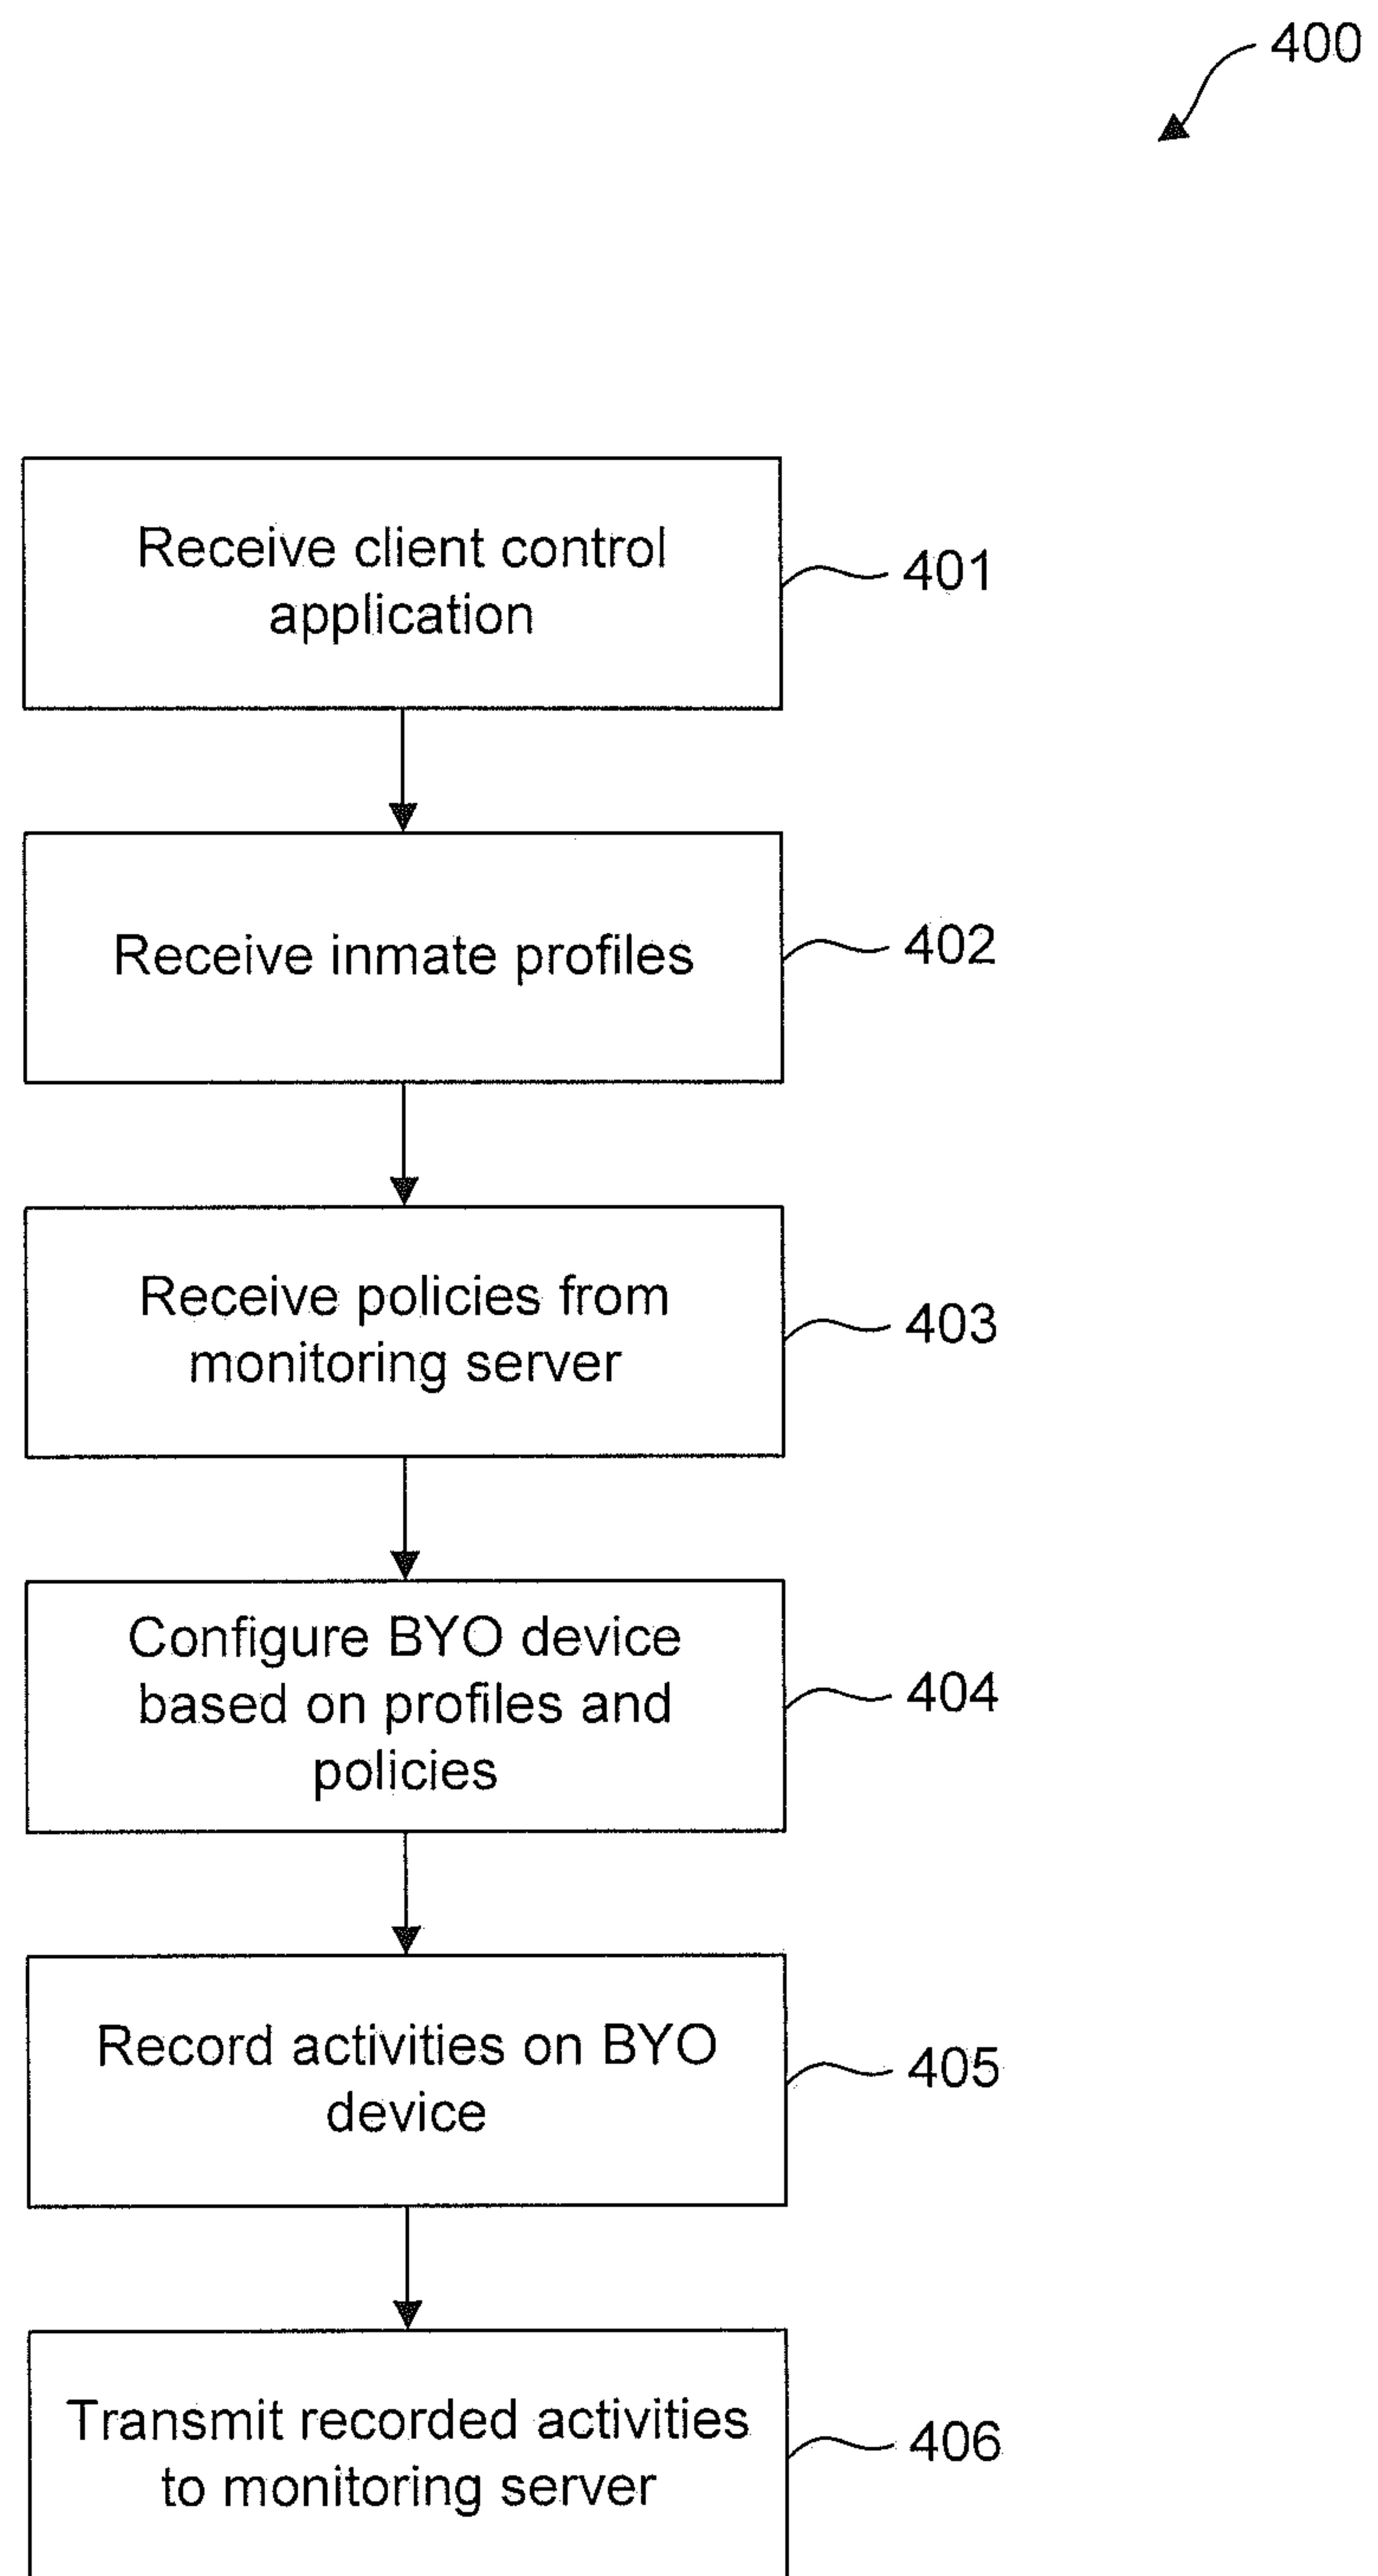 400
Receive client control
application
401
Receive inmate profiles
402
Receive policies from
monitoring server
403
Configure BYO device
based on profiles and
policies
404
Record activities on BYO
device
405
Transmit recorded activities
to monitoring server
406